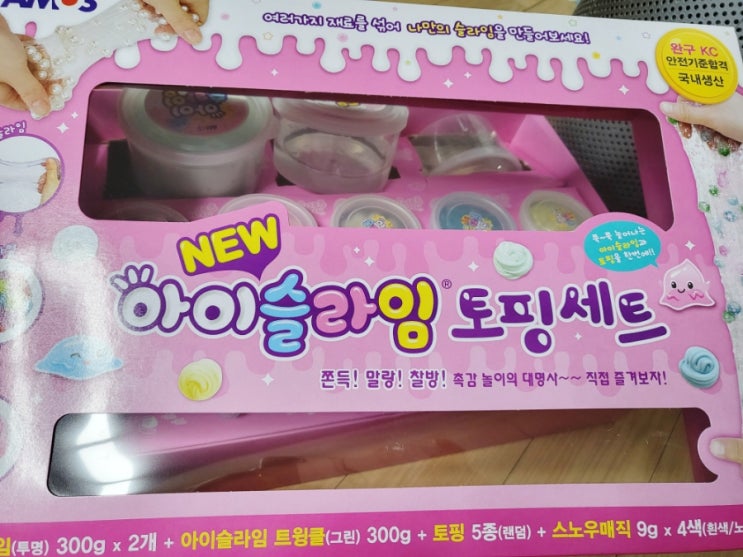 AMOS
여러가지 재료를 섞어 나만의 슬라임을 만들어보세요!
완구 KC
안전기준합격
국내생산
라임
쭉~쭉 늘어나는
아이슬라임과
토핑을 한번에!!
NEW
아이슬라임® 토핑세트
쫀득! 말랑! 찰방! 촉감 놀이의 대명사~~ 직접 즐겨보자!
임(투명) 300g x 2개 + 아이슬라임 트윙클(그린) 300g + 토핑 5종(랜덤) + 스노우매직 9g x 4색(흰색/노